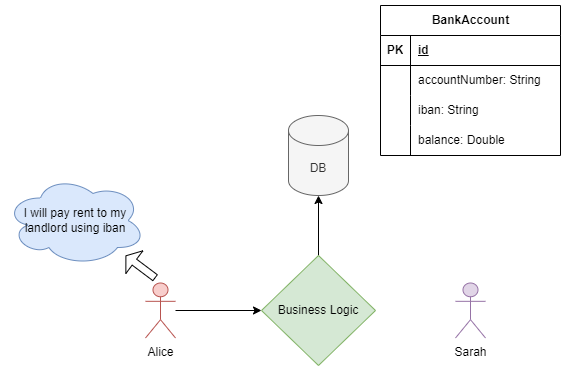 BankAccount
PK id
accountNumber: String
iban: String
balance: Double
DB
I will pay rent to my
landlord using iban
Business Logic
Alice
Sarah